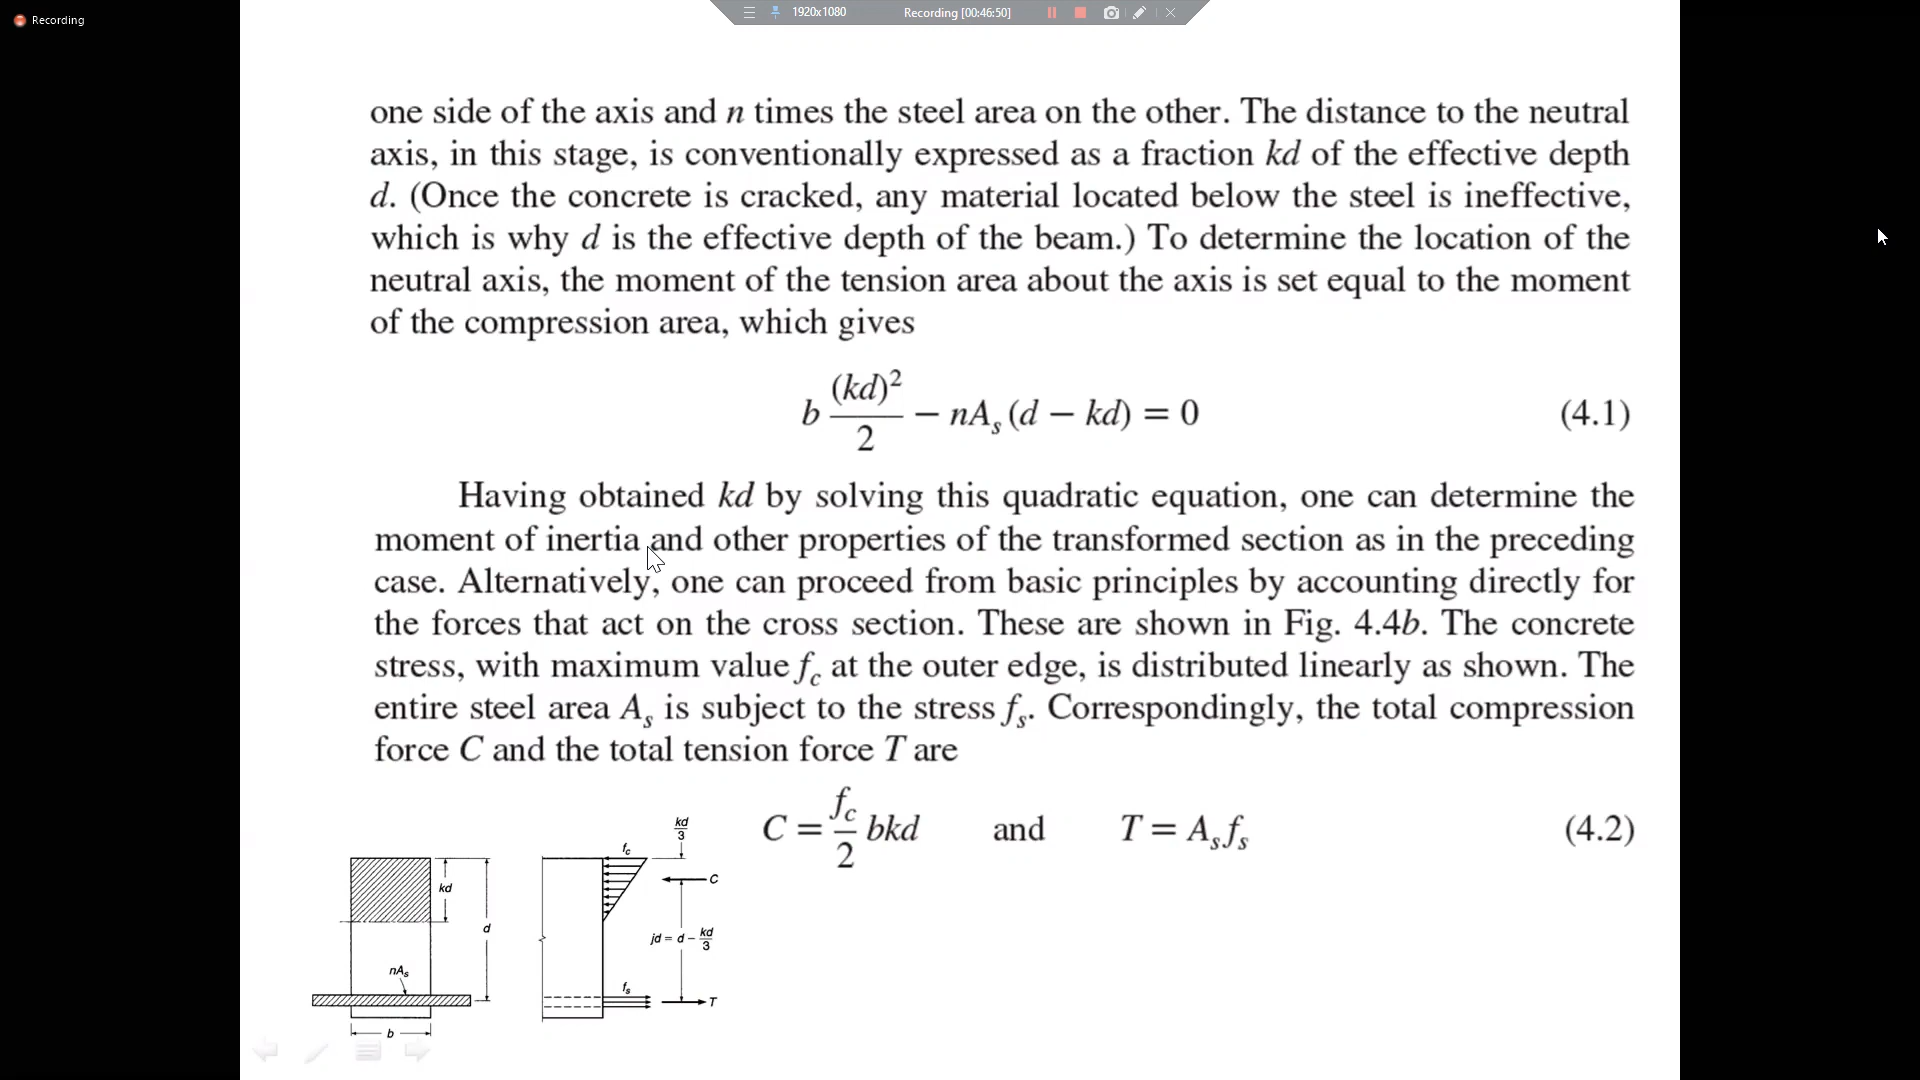 Recording
1920x1080
Recording [00:46:50]
one side of the axis and n times the steel area on the other. The distance to the neutral
axis, in this stage, is conventionally expressed as a fraction kd of the effective depth
d. (Once the concrete is cracked, any material located below the steel is ineffective,
which is why d is the effective depth of the beam.) To determine the location of the
neutral axis, the moment of the tension area about the axis is set equal to the moment
of the compression area, which gives
b (kd)²/2 − nAₛ(d − kd) = 0 (4.1)
Having obtained kd by solving this quadratic equation, one can determine the
moment of inertia and other properties of the transformed section as in the preceding
case. Alternatively, one can proceed from basic principles by accounting directly for
the forces that act on the cross section. These are shown in Fig. 4.4b. The concrete
stress, with maximum value f_c at the outer edge, is distributed linearly as shown. The
entire steel area Aₛ is subject to the stress fₛ. Correspondingly, the total compression
force C and the total tension force T are
C = f_c/2 bkd and T = Aₛfₛ (4.2)
kd
d
nAₛ
b
kd/3
f_c
C
jd = d − kd/3
fₛ
T